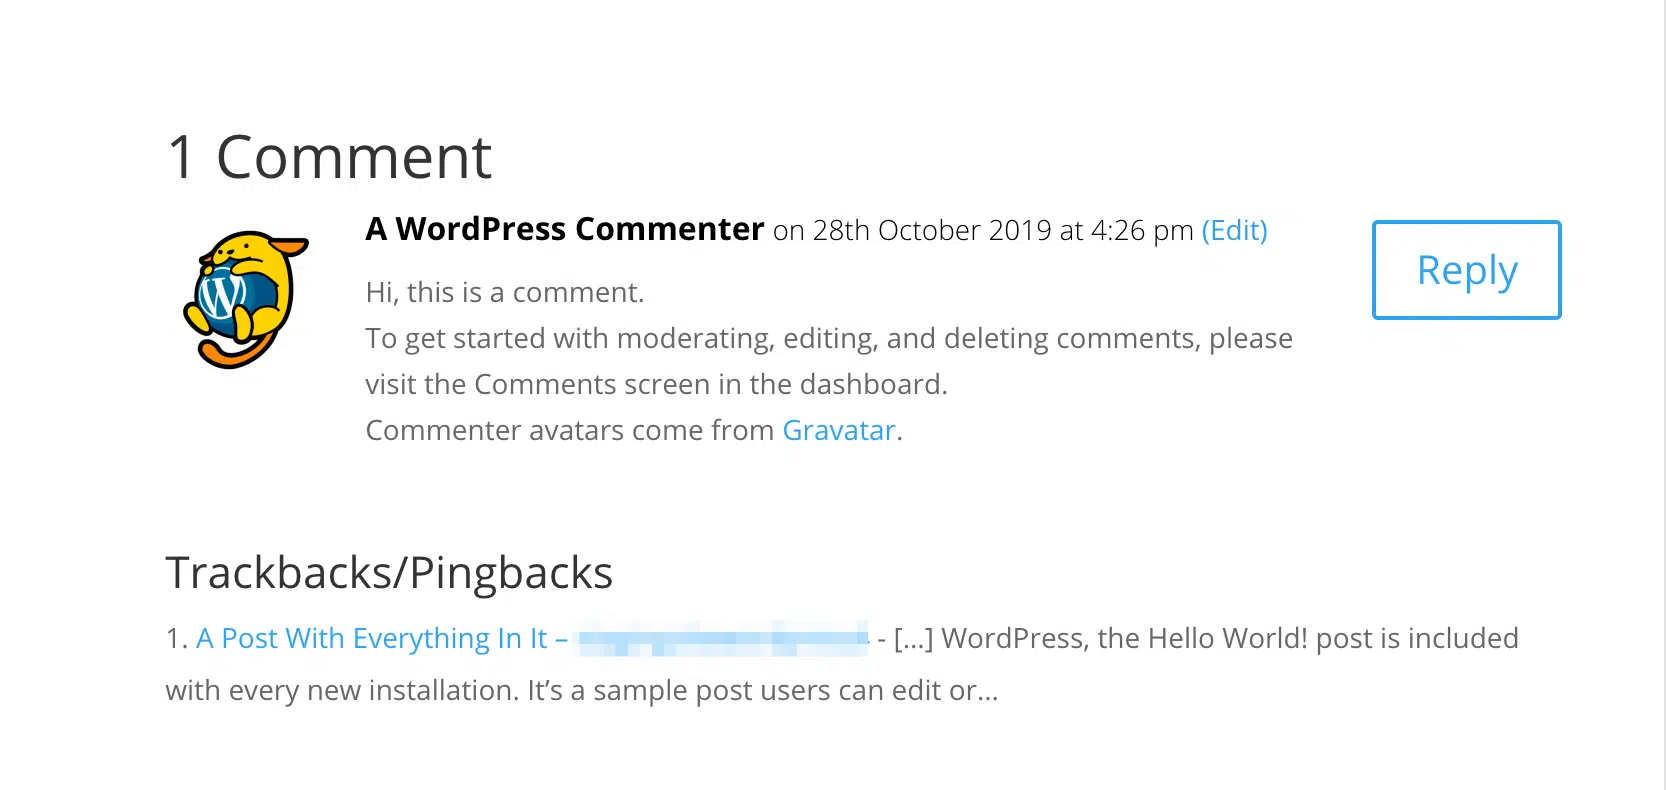 1 Comment
A WordPress Commenter on 28th October 2019 at 4:26 pm (Edit)
Reply
Hi, this is a comment.
To get started with moderating, editing, and deleting comments, please
visit the Comments screen in the dashboard.
Commenter avatars come from Gravatar.
Trackbacks/Pingbacks
1. A Post With Everything In It – - [...] WordPress, the Hello World! post is included
with every new installation. It’s a sample post users can edit or...